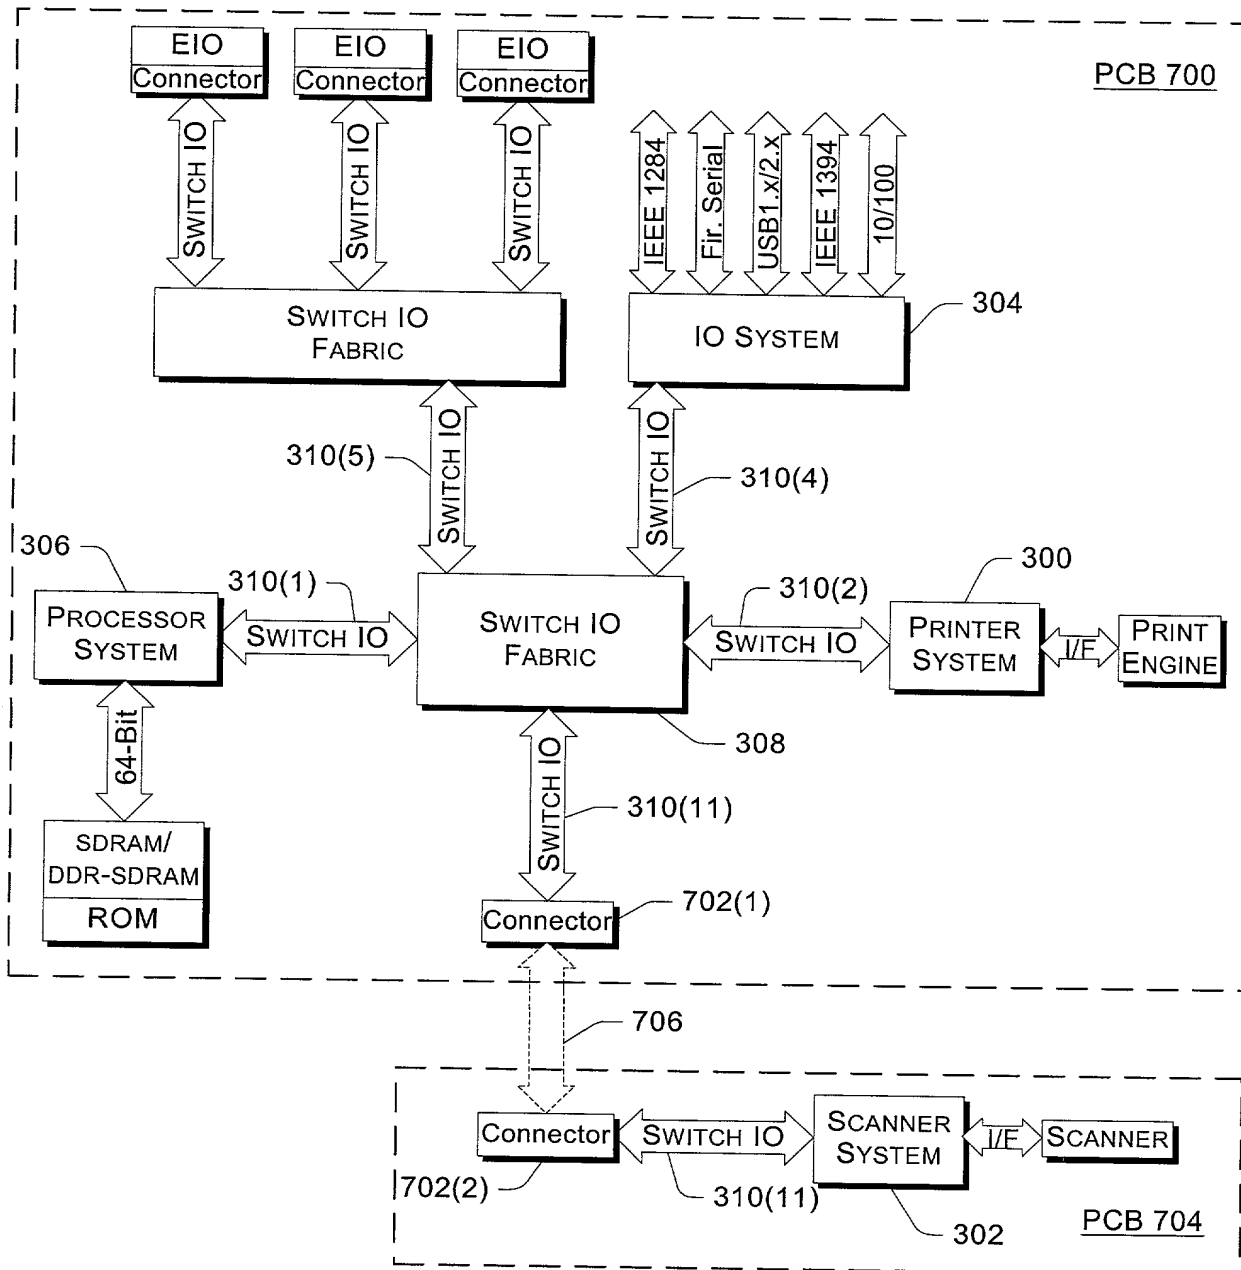 EIO
Connector
EIO
Connector
EIO
Connector
PCB 700
SWITCH IO
SWITCH IO
SWITCH IO
IEEE 1284
Fir. Serial
USB1.x/2.x
IEEE 1394
10/100
SWITCH IO
FABRIC
IO SYSTEM
304
SWITCH IO
310(5)
SWITCH IO
310(4)
306
310(1)
310(2)
300
PROCESSOR
SYSTEM
SWITCH IO
SWITCH IO
FABRIC
SWITCH IO
PRINTER
SYSTEM
I/F
PRINT
ENGINE
308
64-Bit
SWITCH IO
310(11)
SDRAM/
DDR-SDRAM
ROM
Connector
702(1)
706
Connector
SWITCH IO
SCANNER
SYSTEM
I/F
SCANNER
702(2)
310(11)
302
PCB 704